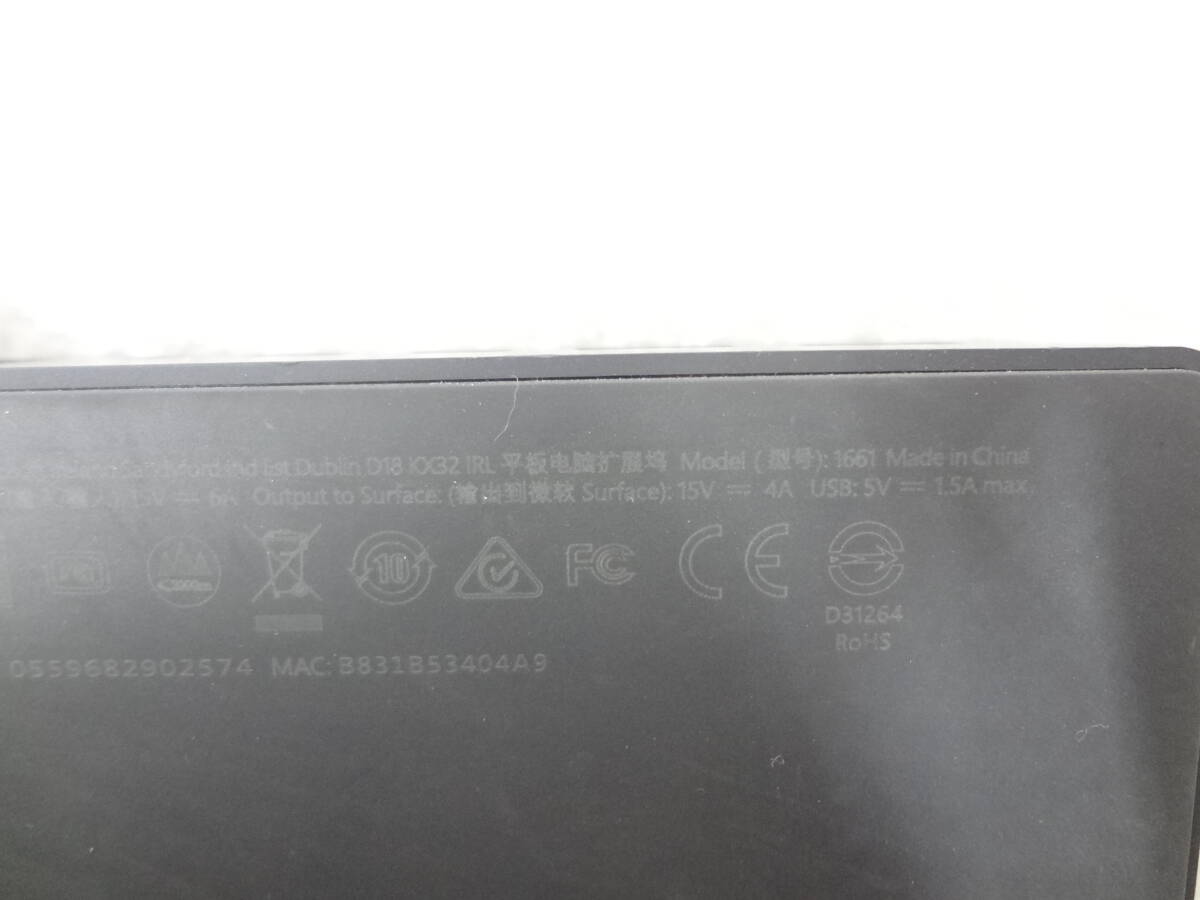 Ind Est Dublin D18 KX32 IRL 平板电脑扩展坞 Model (型号): 1661 Made in China
15V ⎓ 6A Output to Surface: (输出到微软 Surface): 15V ⎓ 4A USB: 5V ⎓ 1.5A max.
10 FC CE
D31264
RoHS
0559682902574 MAC: B831B53404A9